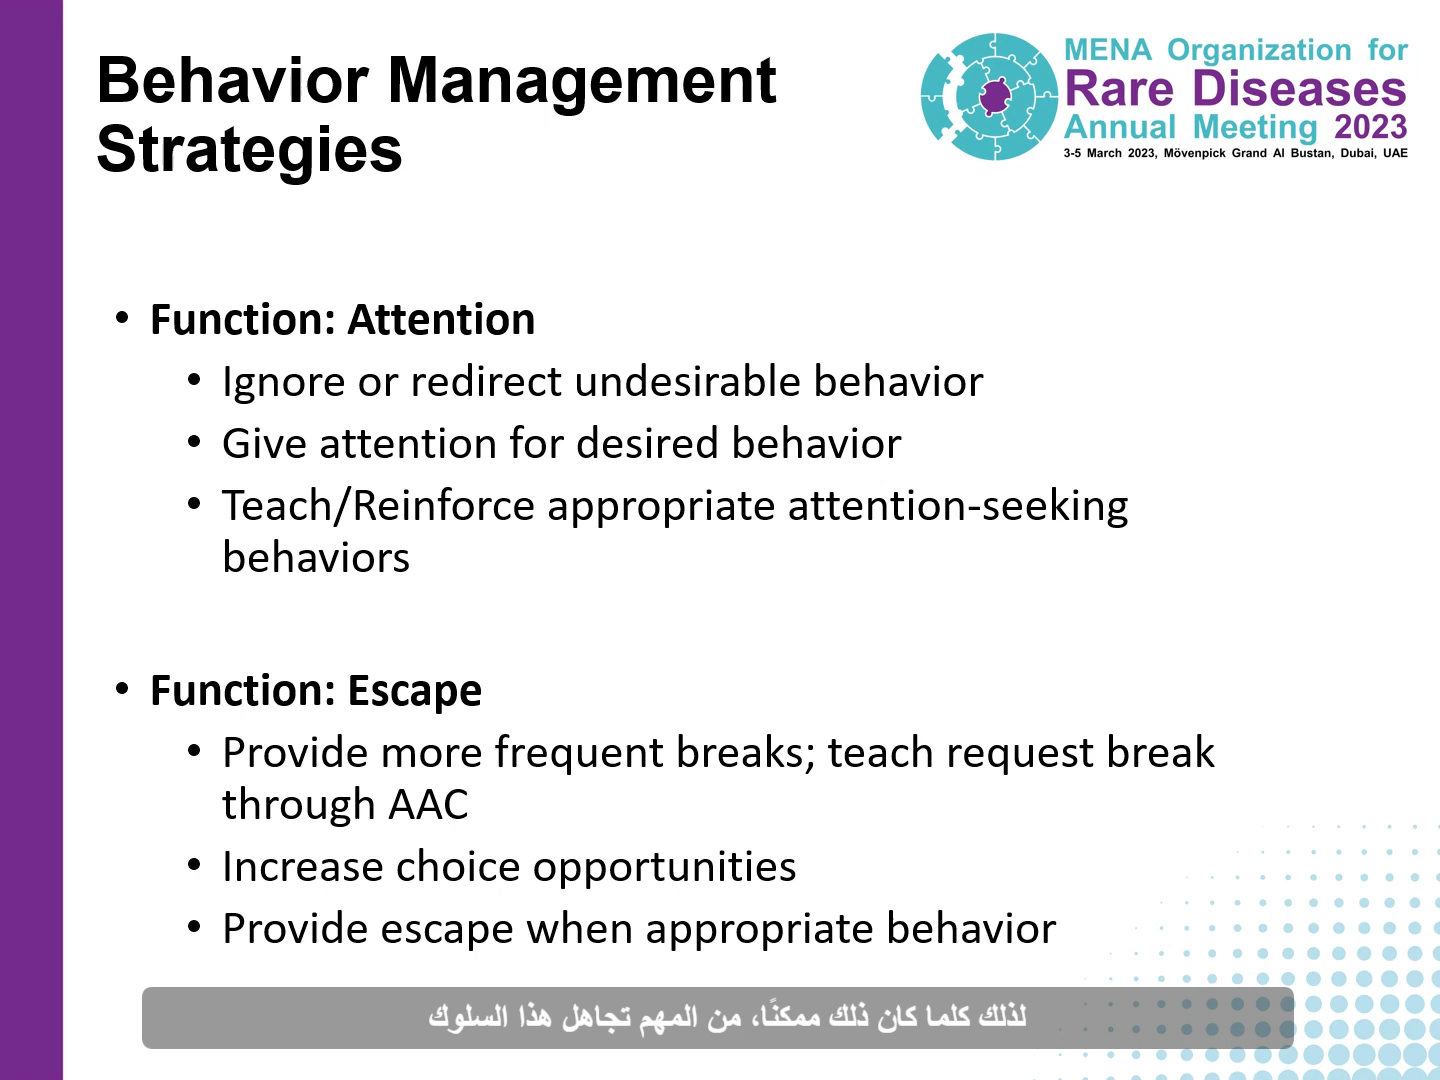 Behavior Management
Strategies
MENA Organization for
Rare Diseases
Annual Meeting 2023
3-5 March 2023, Mövenpick Grand Al Bustan, Dubai, UAE
• Function: Attention
• Ignore or redirect undesirable behavior
• Give attention for desired behavior
• Teach/Reinforce appropriate attention-seeking
behaviors
• Function: Escape
• Provide more frequent breaks; teach request break
through AAC
• Increase choice opportunities
• Provide escape when appropriate behavior
لذلك كلما كان ذلك ممكنًا، من المهم تجاهل هذا السلوك